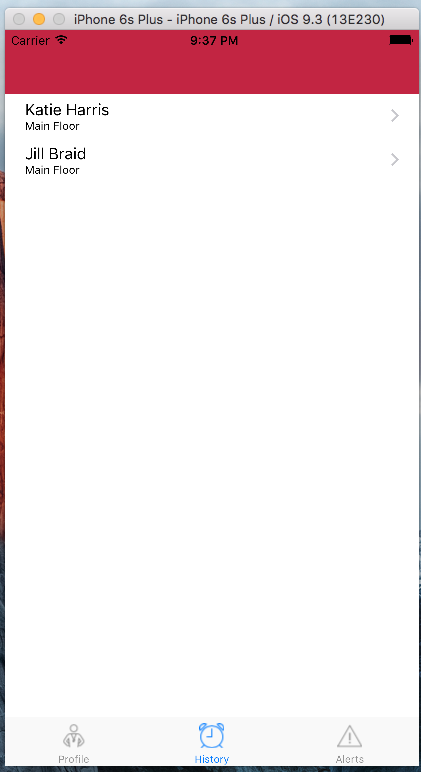 iPhone 6s Plus - iPhone 6s Plus / iOS 9.3 (13E230)
Carrier 9:37 PM
Katie Harris
Main Floor
Jill Braid
Main Floor
Profile History Alerts